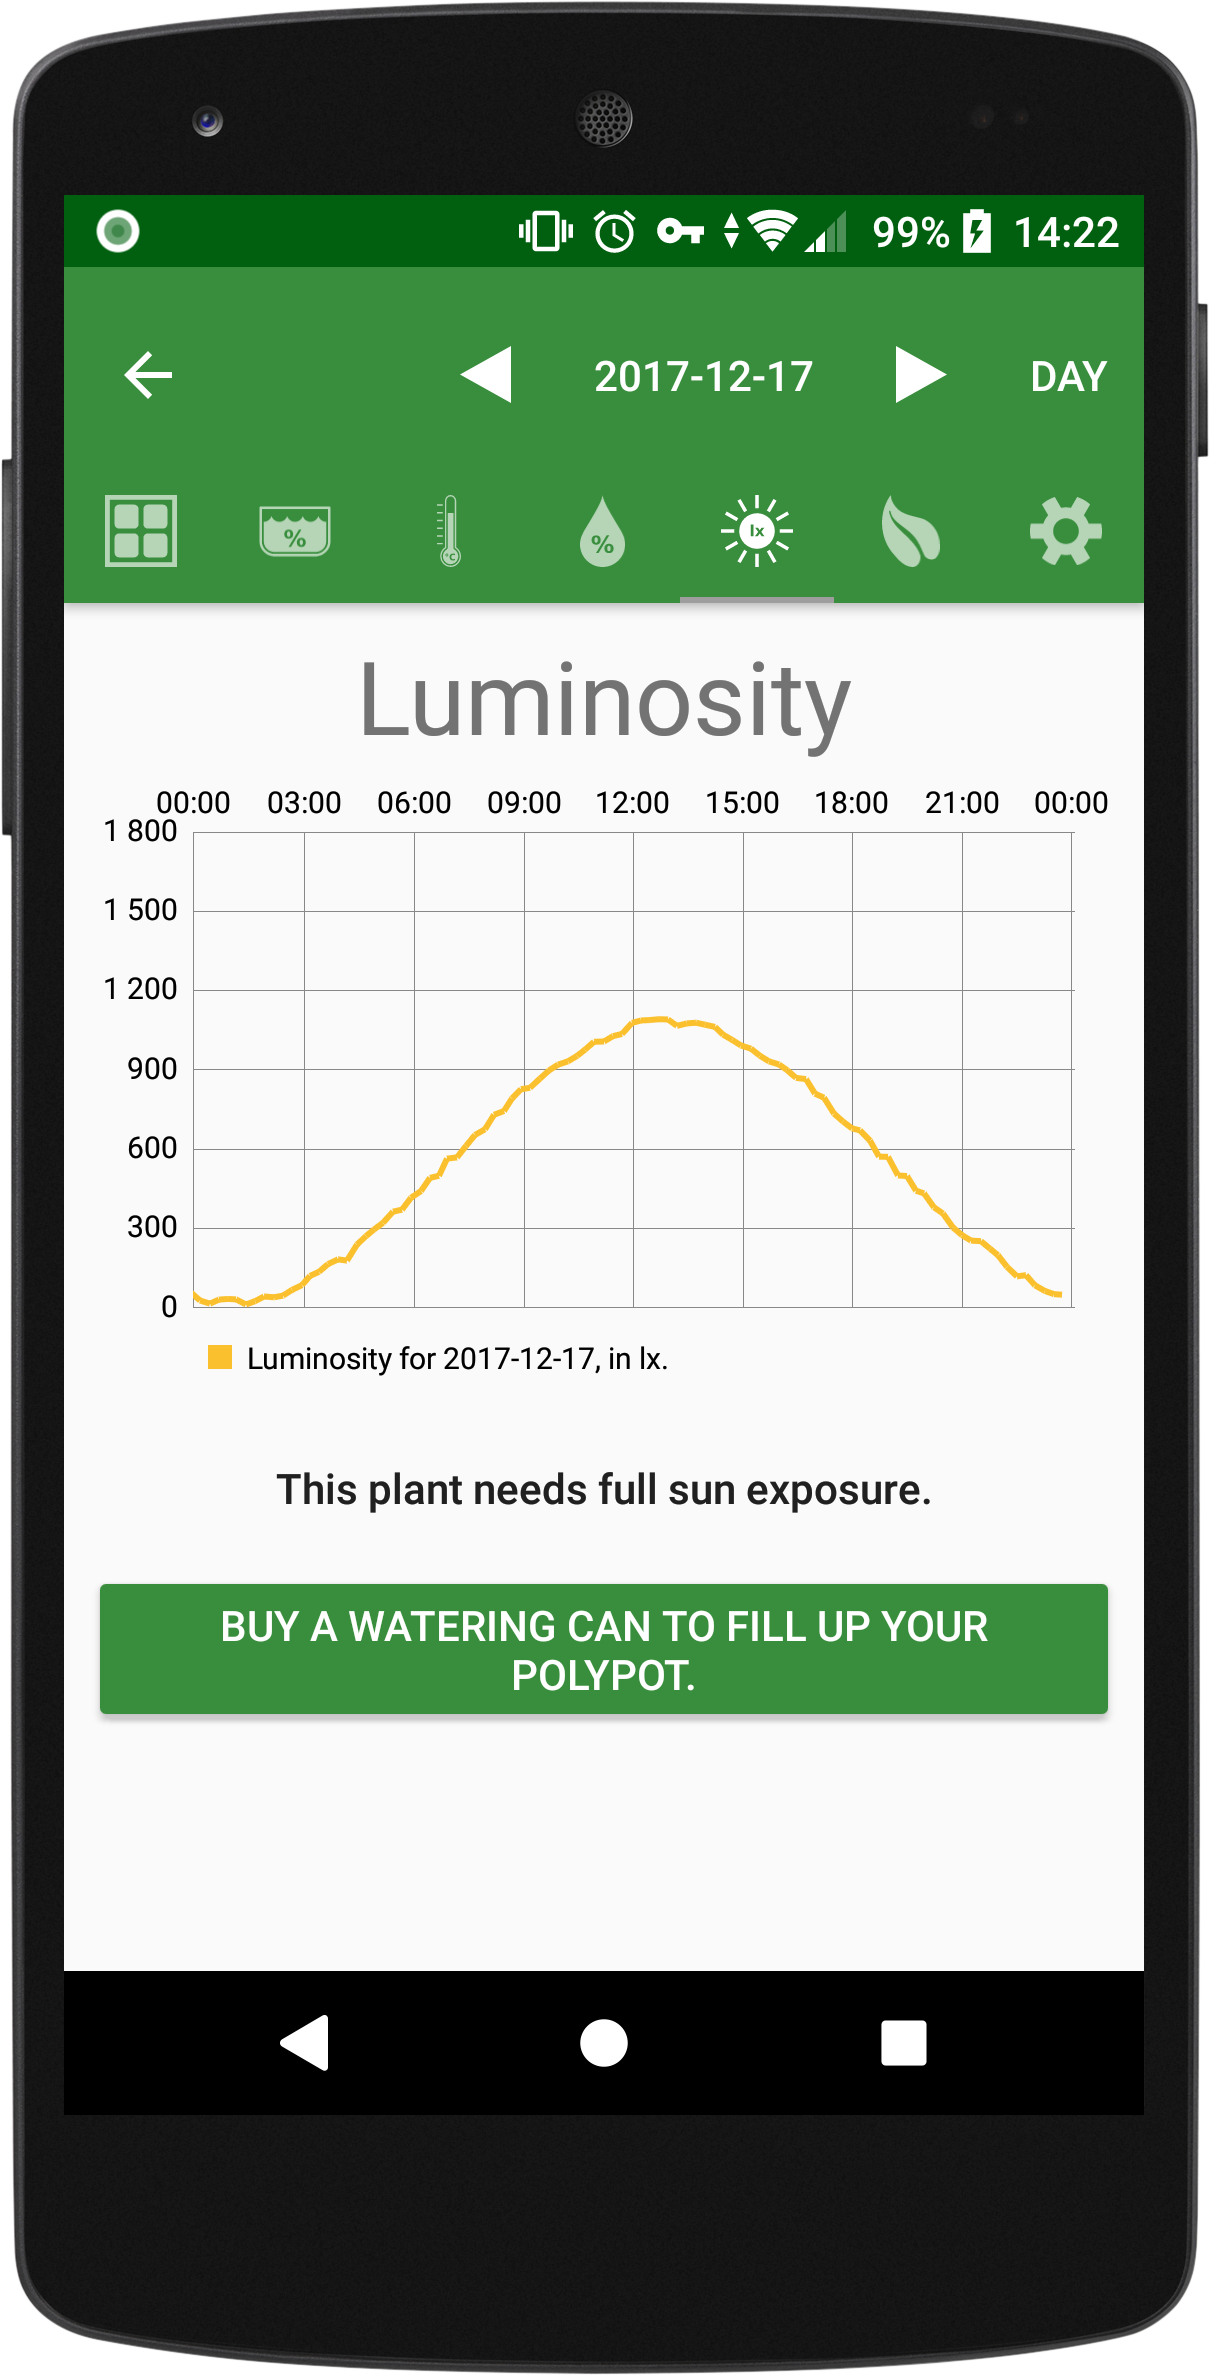 99% 14:22
2017-12-17 DAY
% °C % lx
Luminosity
00:00 03:00 06:00 09:00 12:00 15:00 18:00 21:00 00:00
1 800
1 500
1 200
900
600
300
0
Luminosity for 2017-12-17, in lx.
This plant needs full sun exposure.
BUY A WATERING CAN TO FILL UP YOUR
POLYPOT.